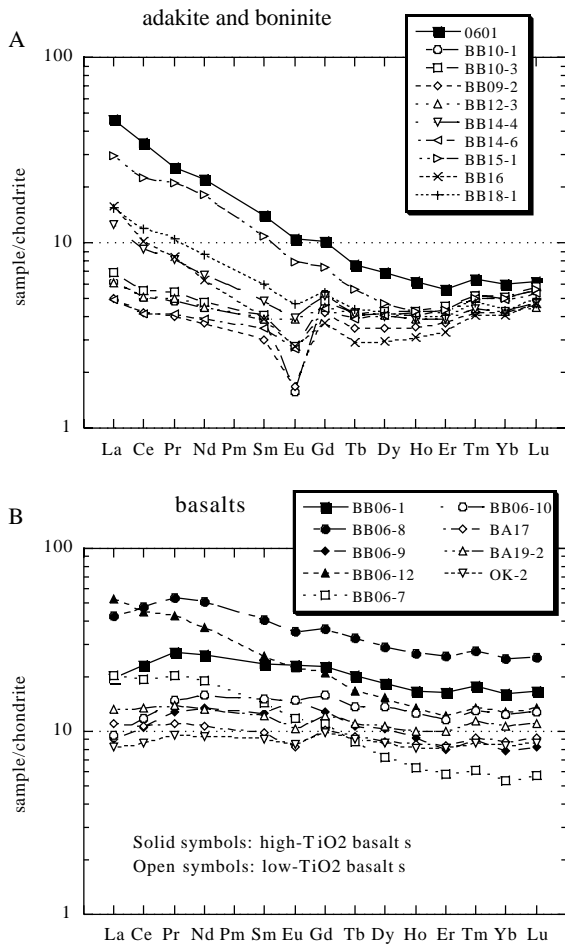 adakite and boninite
A
0601
BB10-1
BB10-3
BB09-2
BB12-3
BB14-4
BB14-6
BB15-1
BB16
BB18-1
100
10
1
sample/chondrite
La Ce Pr Nd Pm Sm Eu Gd Tb Dy Ho Er Tm Yb Lu
B
basalts
BB06-1
BB06-8
BB06-9
BB06-12
BB06-7
BB06-10
BA17
BA19-2
OK-2
100
10
1
sample/chondrite
Solid symbols: high-TiO2 basalts
Open symbols: low-TiO2 basalts
La Ce Pr Nd Pm Sm Eu Gd Tb Dy Ho Er Tm Yb Lu